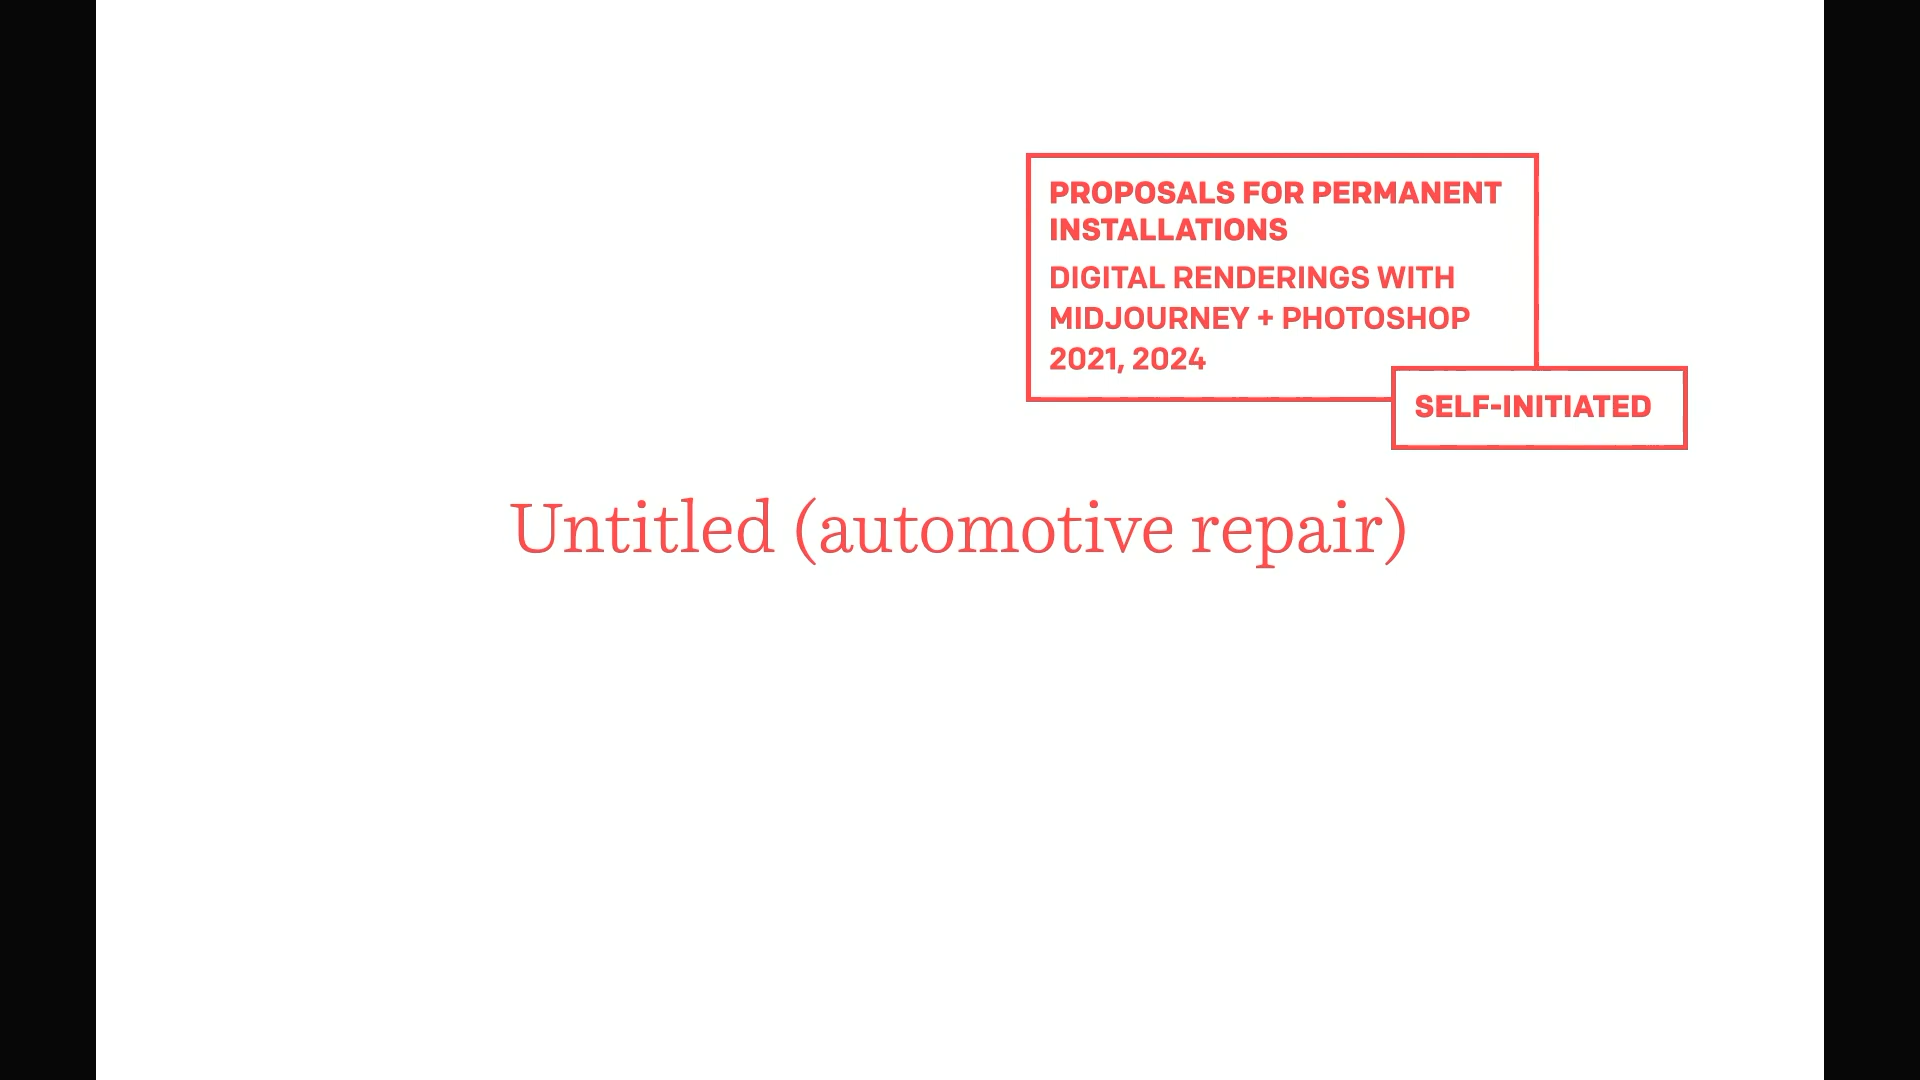 PROPOSALS FOR PERMANENT
INSTALLATIONS
DIGITAL RENDERINGS WITH
MIDJOURNEY + PHOTOSHOP
2021, 2024
SELF-INITIATED
Untitled (automotive repair)